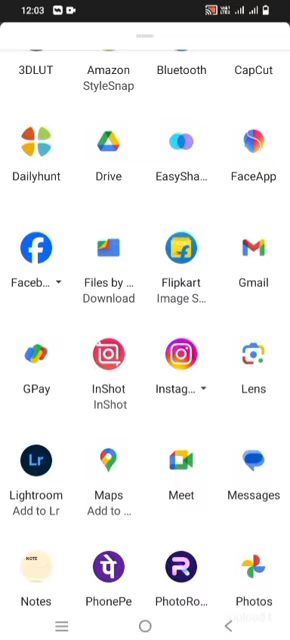 12:03
3DLUT Amazon Bluetooth CapCut
StyleSnap
Dailyhunt Drive EasySha... FaceApp
Faceb... Files by ... Flipkart Gmail
Download Image S...
GPay InShot Instag... Lens
InShot
Lr
Lightroom Maps Meet Messages
Add to Lr Add to ...
NOTE पे R
Notes PhonePe PhotoRo... Photos